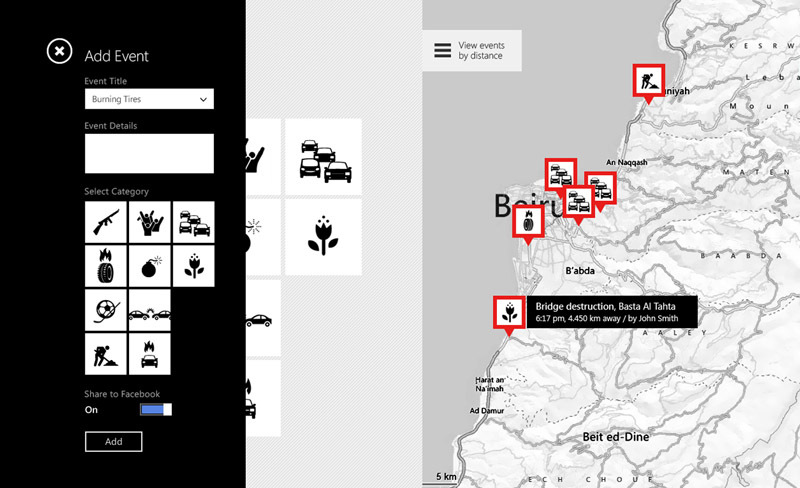 Add Event
Event Title
Burning Tires
Event Details
Select Category
Share to Facebook
On
Add
View events
by distance
KESRW
Leba
Moun
uniyah
An Naqqash
MATEN
Beiru
BAABDA
B'abda
Bridge destruction, Basta Al Tahta
6:17 pm, 4.450 km away / by John Smith
AALEY
Harat an
Na'imah
Ad Damur
Beit ed-Dine
5 km
ECH CHOUF